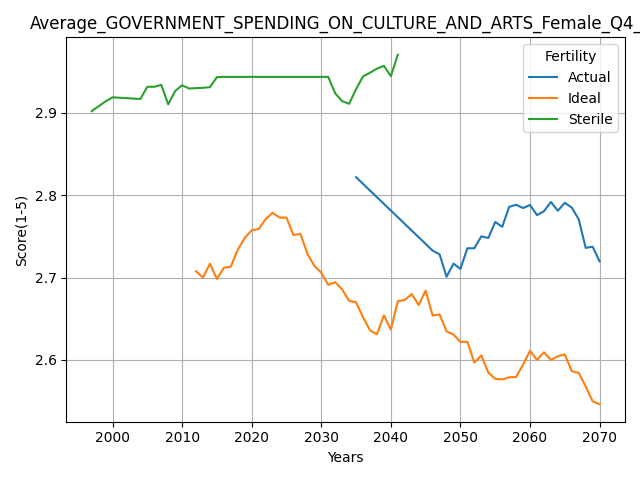 Average_GOVERNMENT_SPENDING_ON_CULTURE_AND_ARTS_Female_Q4_
Fertility
Actual
Ideal
Sterile
Score(1-5)
2.9
2.8
2.7
2.6
2000 2010 2020 2030 2040 2050 2060 2070
Years